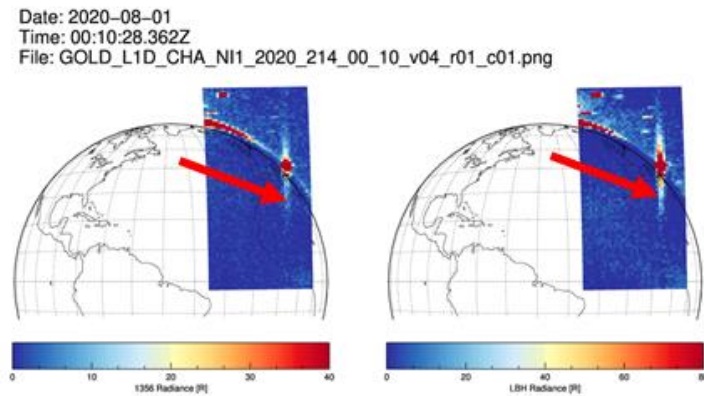 Date: 2020–08–01
Time: 00:10:28.362Z
File: GOLD_L1D_CHA_NI1_2020_214_00_10_v04_r01_c01.png
0 10 20 30 40
1356 Radiance [R]
0 20 40 60 8
LBH Radiance [R]